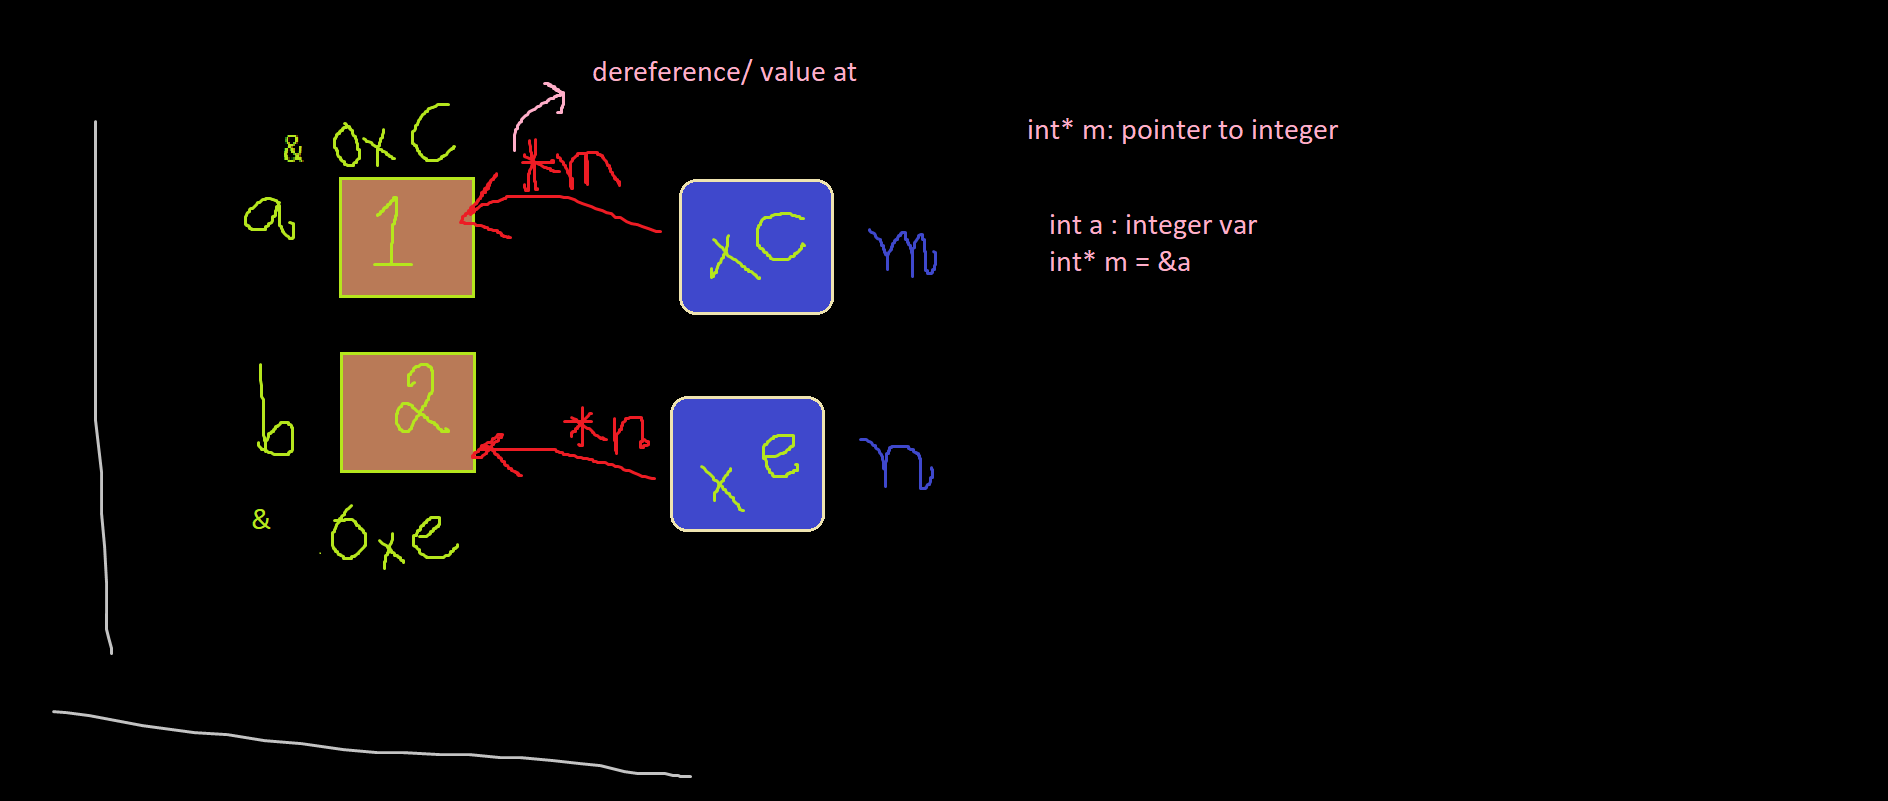 dereference/ value at
& 0xC
*m
int* m: pointer to integer
a
1
xC
m
int a : integer var
int* m = &a
b
2
*n
xe
n
& 0xe